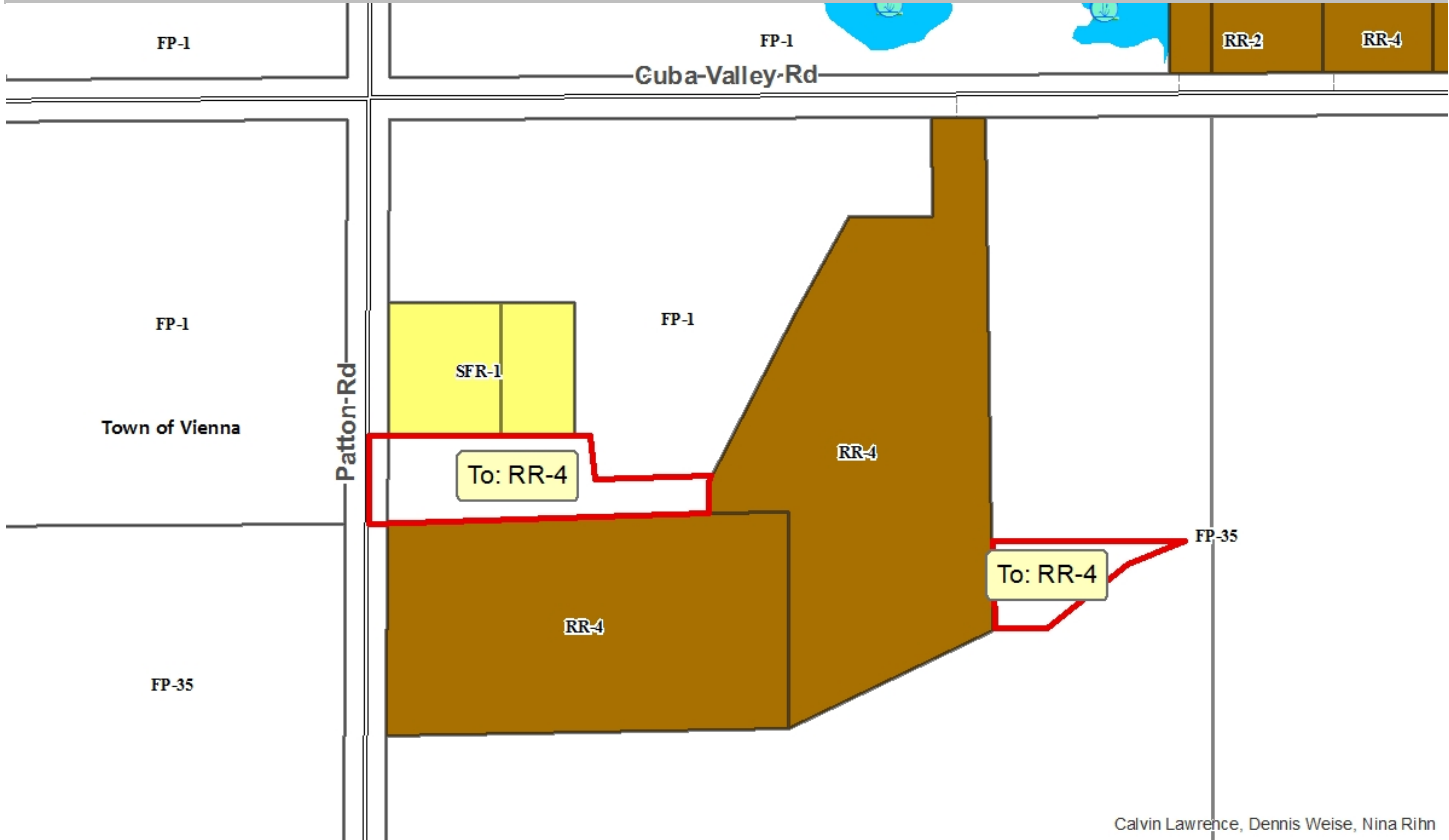 FP-1
FP-1
RR-2
RR-4
Cuba-Valley-Rd
FP-1
FP-1
SFR-1
Town of Vienna
Patton-Rd
RR-4
To: RR-4
FP-35
To: RR-4
RR-4
FP-35
Calvin Lawrence, Dennis Weise, Nina Rihn